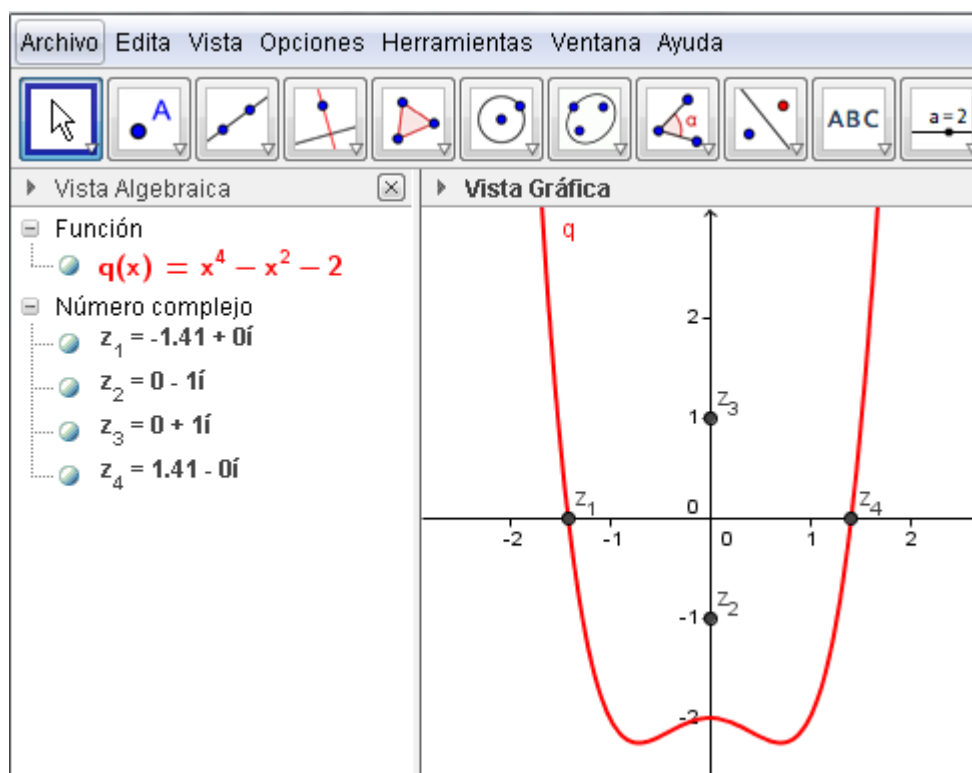 Archivo Edita Vista Opciones Herramientas Ventana Ayuda
A α ABC a=2
Vista Algebraica
Función
q(x) = x⁴ – x² – 2
Número complejo
z₁ = -1.41 + 0í
z₂ = 0 - 1í
z₃ = 0 + 1í
z₄ = 1.41 - 0í
Vista Gráfica
q
2
1 z₃
0 z₁ z₄
-2 -1 0 1 2
-1 z₂
-2